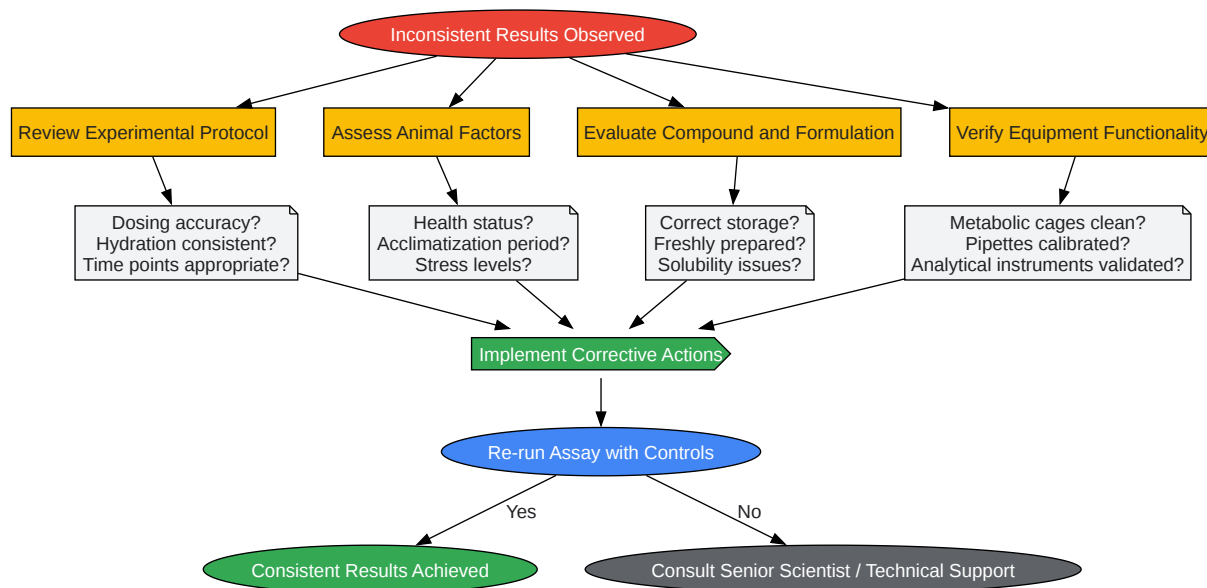 Inconsistent Results Observed
Review Experimental Protocol
Assess Animal Factors
Evaluate Compound and Formulation
Verify Equipment Functionality
Dosing accuracy?
Hydration consistent?
Time points appropriate?
Health status?
Acclimatization period?
Stress levels?
Correct storage?
Freshly prepared?
Solubility issues?
Metabolic cages clean?
Pipettes calibrated?
Analytical instruments validated?
Implement Corrective Actions
Re-run Assay with Controls
Yes
No
Consistent Results Achieved
Consult Senior Scientist / Technical Support